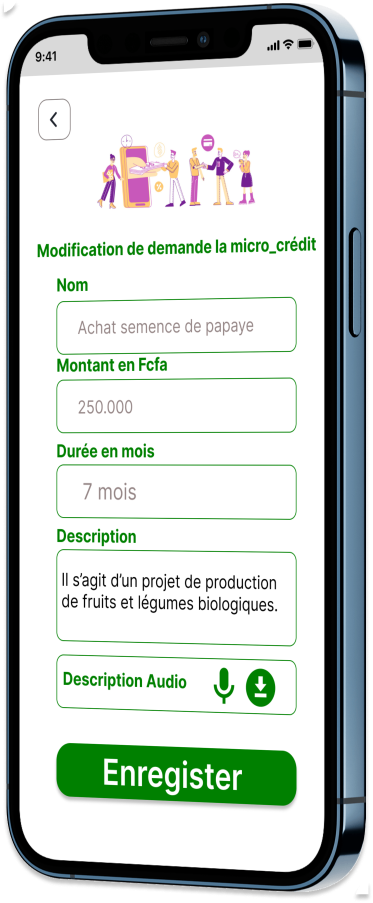 9:41
Modification de demande la micro_crédit
Nom
Achat semence de papaye
Montant en Fcfa
250.000
Durée en mois
7 mois
Description
Il s’agit d’un projet de production
de fruits et légumes biologiques.
Description Audio
Enregister